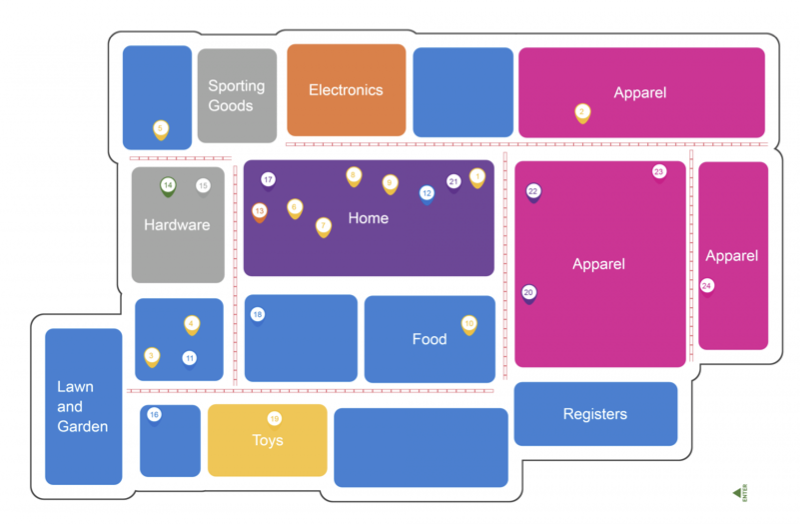 Sporting
Goods
Electronics
Apparel
2
5
14
15
Hardware
17
8
9
12
21
1
13
6
7
Home
22
23
20
Apparel
Apparel
24
4
3
11
18
10
Food
Lawn
and
Garden
16
19
Toys
Registers
ENTER